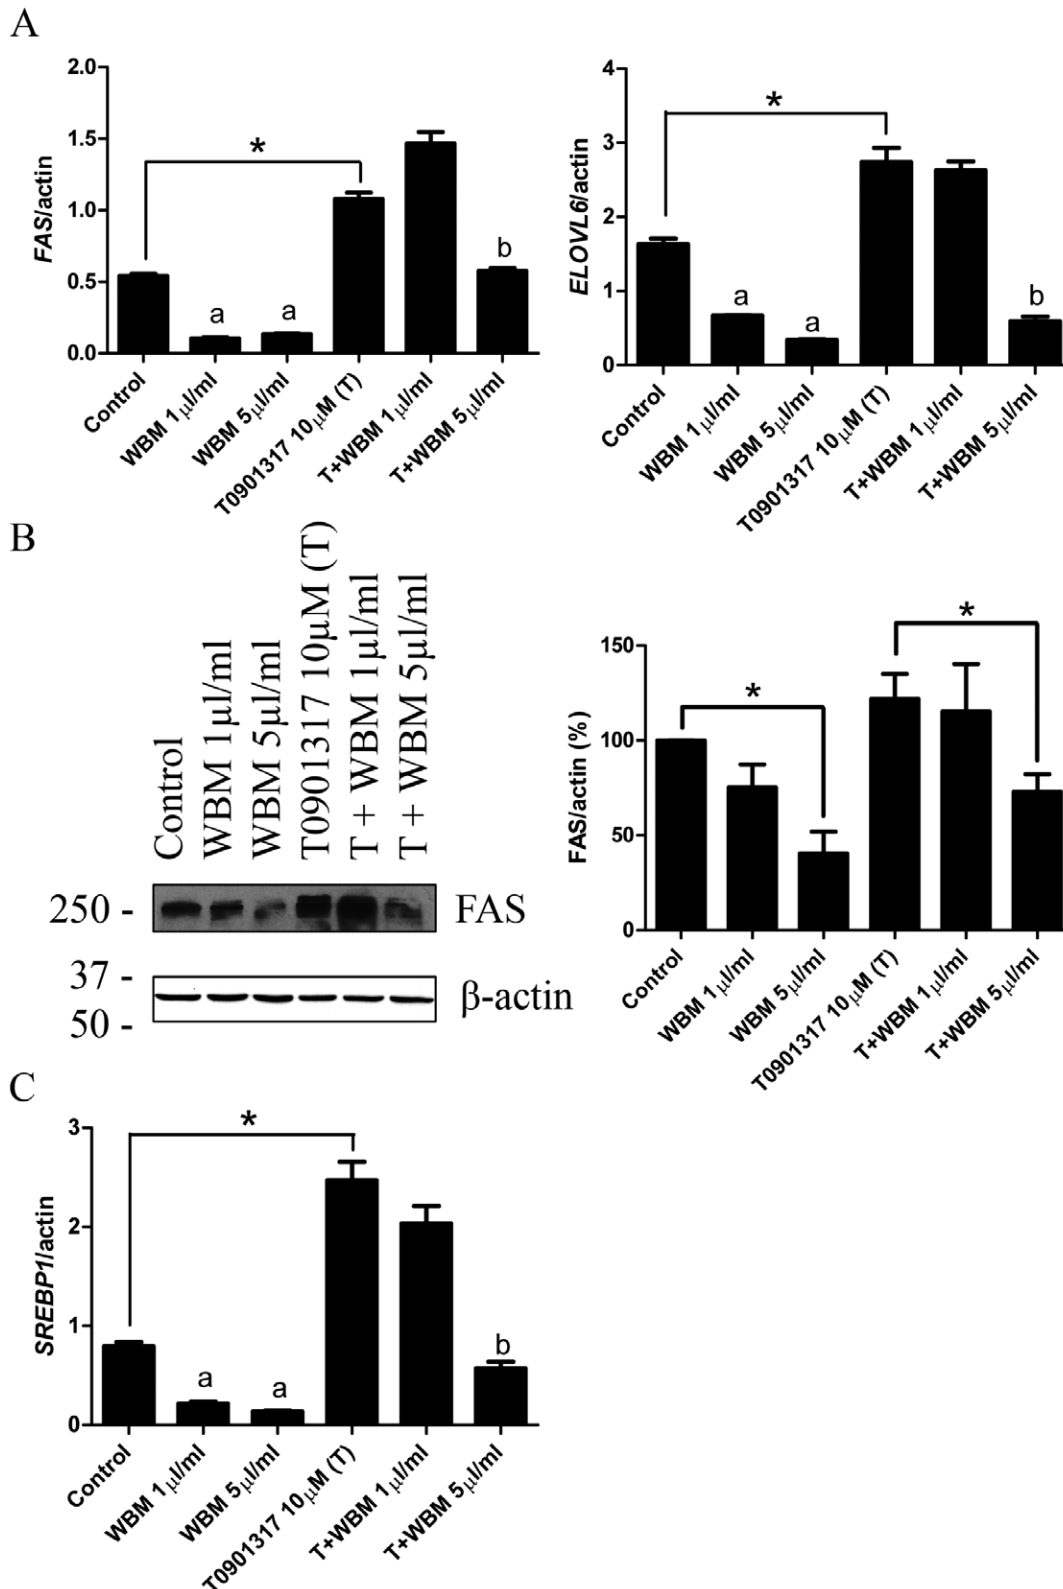 A
2.0
1.5
1.0
0.5
0.0
FAS/actin
*
a
a
b
Control
WBM 1μl/ml
WBM 5μl/ml
T0901317 10μM (T)
T+WBM 1μl/ml
T+WBM 5μl/ml
4
3
2
1
0
ELOVL6/actin
*
a
a
b
Control
WBM 1μl/ml
WBM 5μl/ml
T0901317 10μM (T)
T+WBM 1μl/ml
T+WBM 5μl/ml
B
Control
WBM 1μl/ml
WBM 5μl/ml
T0901317 10μM (T)
T + WBM 1μl/ml
T + WBM 5μl/ml
250 -
FAS
37 -
β-actin
50 -
150
100
50
0
FAS/actin (%)
*
*
Control
WBM 1μl/ml
WBM 5μl/ml
T0901317 10μM (T)
T+WBM 1μl/ml
T+WBM 5μl/ml
C
3
2
1
0
SREBP1/actin
*
a
a
b
Control
WBM 1μl/ml
WBM 5μl/ml
T0901317 10μM (T)
T+WBM 1μl/ml
T+WBM 5μl/ml